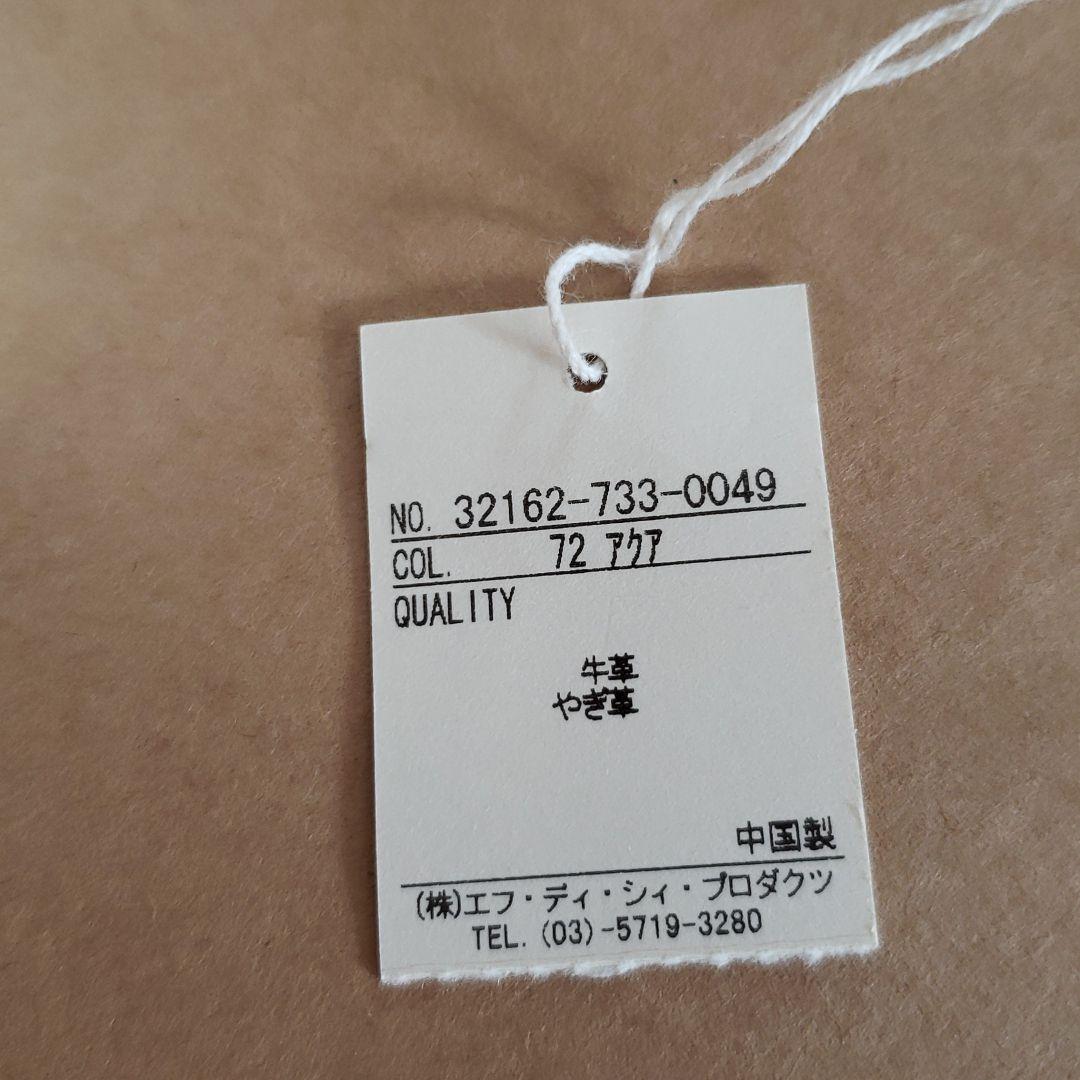 NO. 32162-733-0049
COL. 72 アクア
QUALITY
牛革
やぎ革
中国製
(株)エフ・ディ・シィ・プロダクツ
TEL. (03)-5719-3280